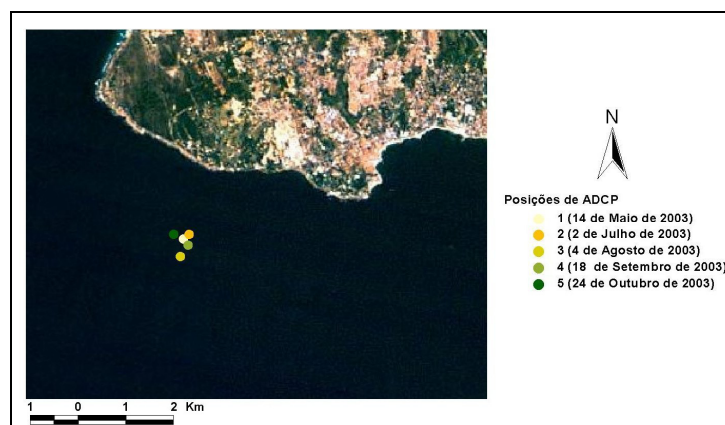 N
Posições de ADCP
1 (14 de Maio de 2003)
2 (2 de Julho de 2003)
3 (4 de Agosto de 2003)
4 (18 de Setembro de 2003)
5 (24 de Outubro de 2003)
1 0 1 2 Km